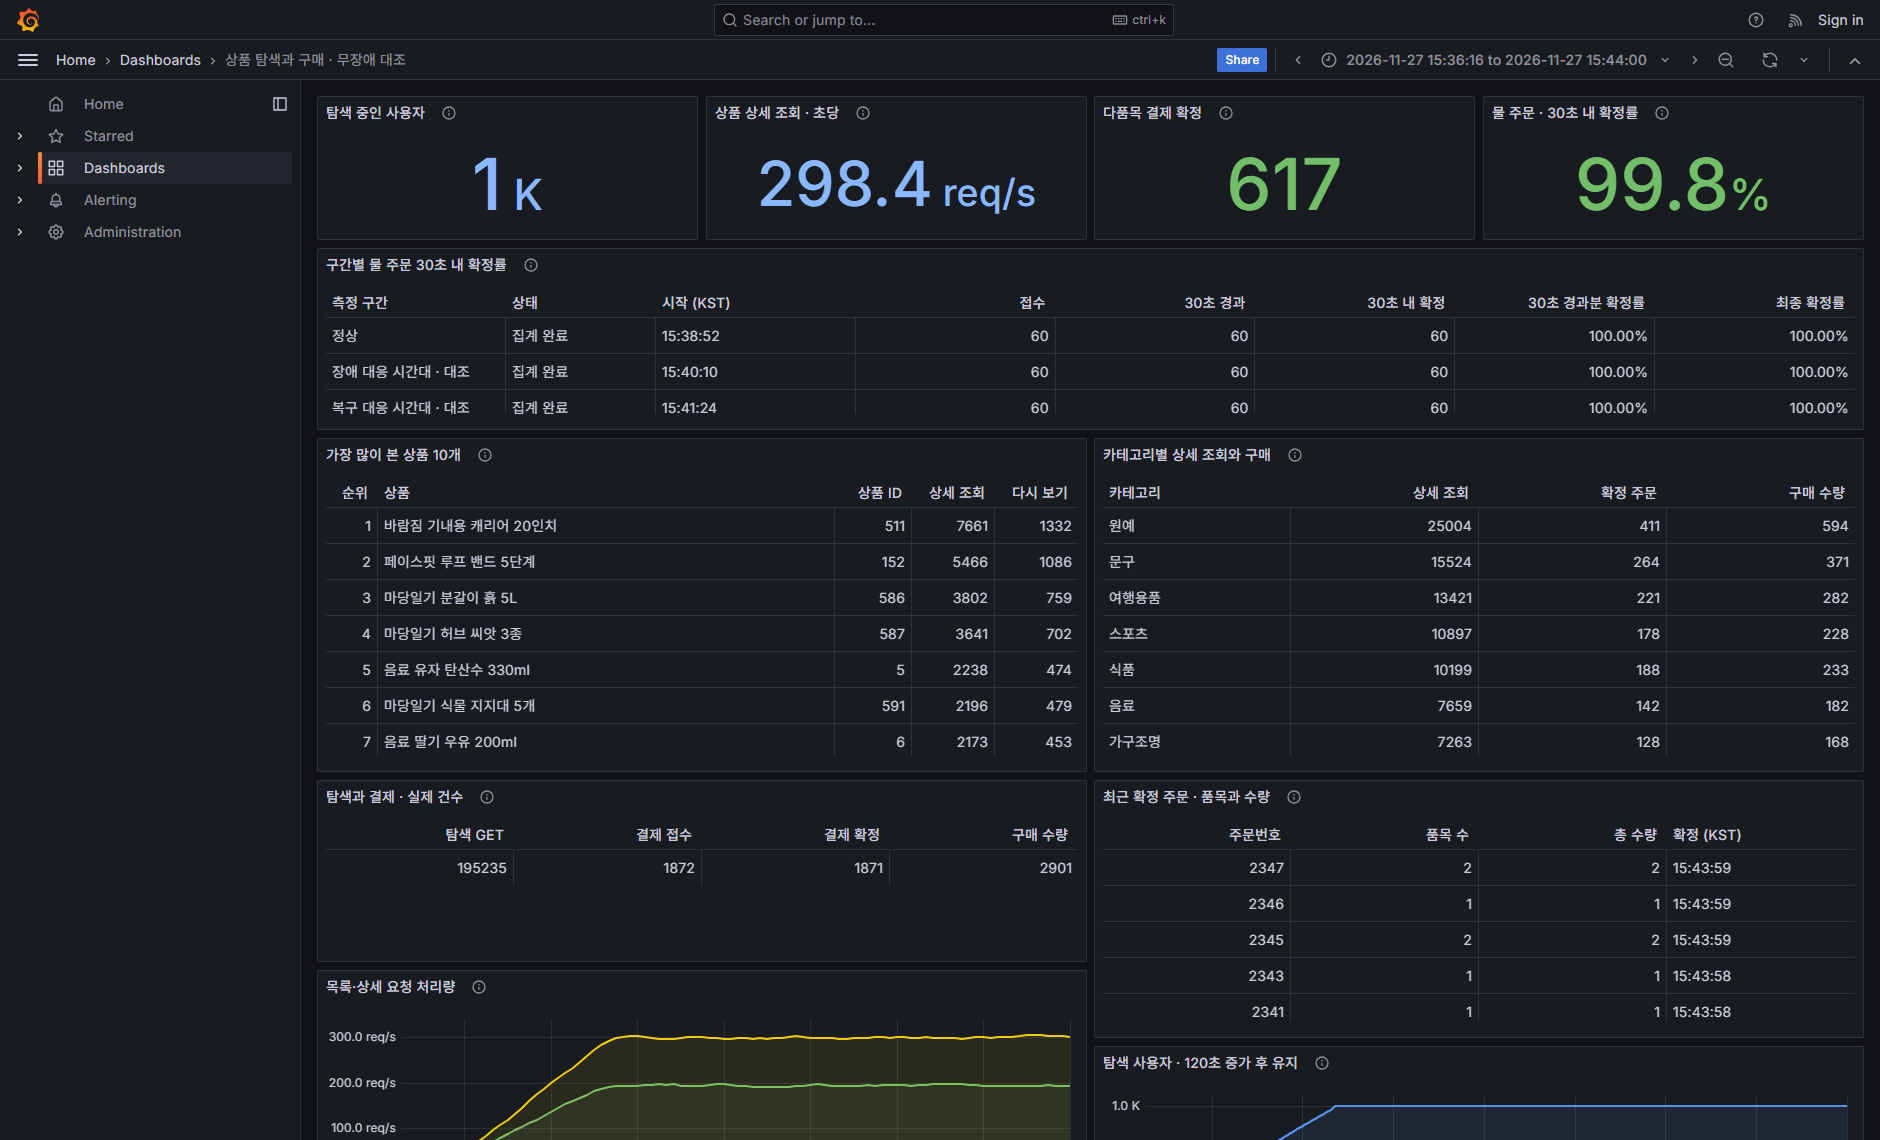 Search or jump to...
ctrl+k
Sign in
Home
Dashboards
상품 탐색과 구매 · 무장애 대조
Share
2026-11-27 15:36:16 to 2026-11-27 15:44:00
Home
Starred
Dashboards
Alerting
Administration
탐색 중인 사용자
1 K
상품 상세 조회 · 초당
298.4 req/s
다품목 결제 확정
617
물 주문 · 30초 내 확정률
99.8%
구간별 물 주문 30초 내 확정률
측정 구간 상태 시작 (KST) 접수 30초 경과 30초 내 확정 30초 경과분 확정률 최종 확정률
정상 집계 완료 15:38:52 60 60 60 100.00% 100.00%
장애 대응 시간대 · 대조 집계 완료 15:40:10 60 60 60 100.00% 100.00%
복구 대응 시간대 · 대조 집계 완료 15:41:24 60 60 60 100.00% 100.00%
가장 많이 본 상품 10개
순위 상품 상품 ID 상세 조회 다시 보기
1 바람짐 기내용 캐리어 20인치 511 7661 1332
2 페이스핏 루프 밴드 5단계 152 5466 1086
3 마당일기 분갈이 흙 5L 586 3802 759
4 마당일기 허브 씨앗 3종 587 3641 702
5 음료 유자 탄산수 330ml 5 2238 474
6 마당일기 식물 지지대 5개 591 2196 479
7 음료 딸기 우유 200ml 6 2173 453
카테고리별 상세 조회와 구매
카테고리 상세 조회 확정 주문 구매 수량
원예 25004 411 594
문구 15524 264 371
여행용품 13421 221 282
스포츠 10897 178 228
식품 10199 188 233
음료 7659 142 182
가구조명 7263 128 168
탐색과 결제 · 실제 건수
탐색 GET 결제 접수 결제 확정 구매 수량
195235 1872 1871 2901
최근 확정 주문 · 품목과 수량
주문번호 품목 수 총 수량 확정 (KST)
2347 2 2 15:43:59
2346 1 1 15:43:59
2345 2 2 15:43:59
2343 1 1 15:43:58
2341 1 1 15:43:58
목록·상세 요청 처리량
300.0 req/s
200.0 req/s
100.0 req/s
탐색 사용자 · 120초 증가 후 유지
1.0 K